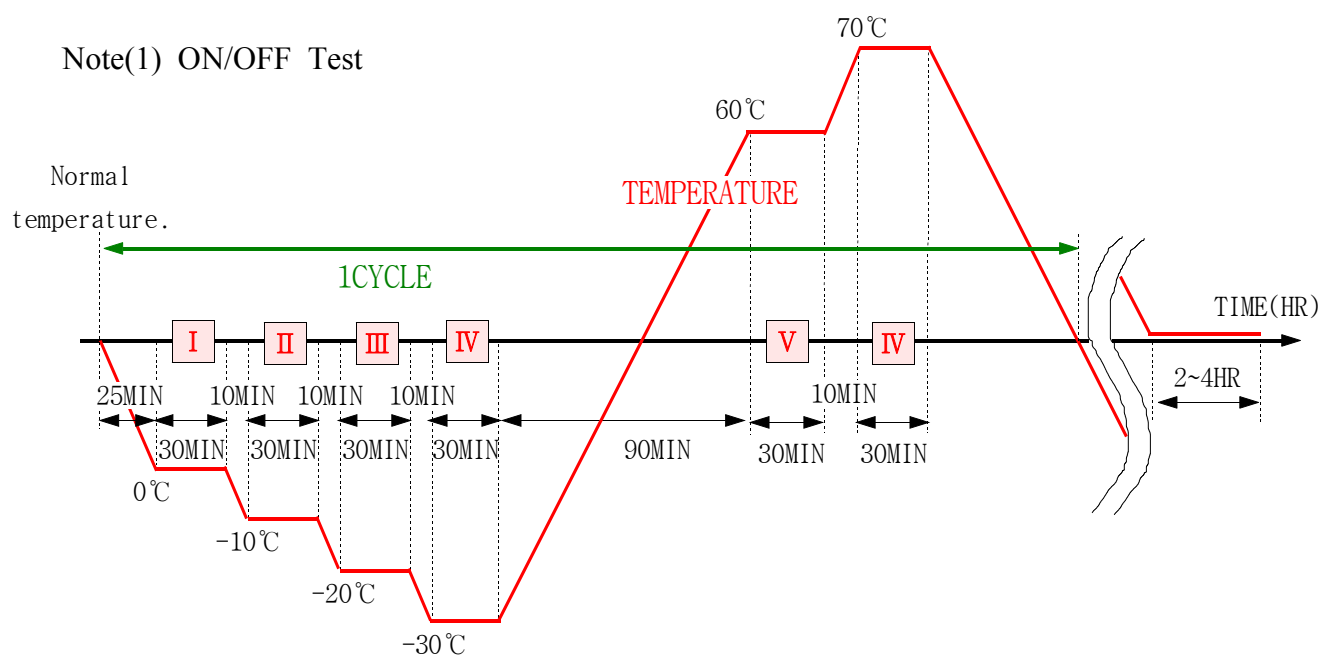 70℃
Note(1) ON/OFF Test
60℃
Normal
temperature.
TEMPERATURE
1CYCLE
TIME(HR)
Ⅰ
Ⅱ
Ⅲ
Ⅳ
Ⅴ
Ⅳ
25MIN
10MIN
10MIN
10MIN
10MIN
2~4HR
30MIN
30MIN
30MIN
30MIN
90MIN
30MIN
30MIN
0℃
-10℃
-20℃
-30℃